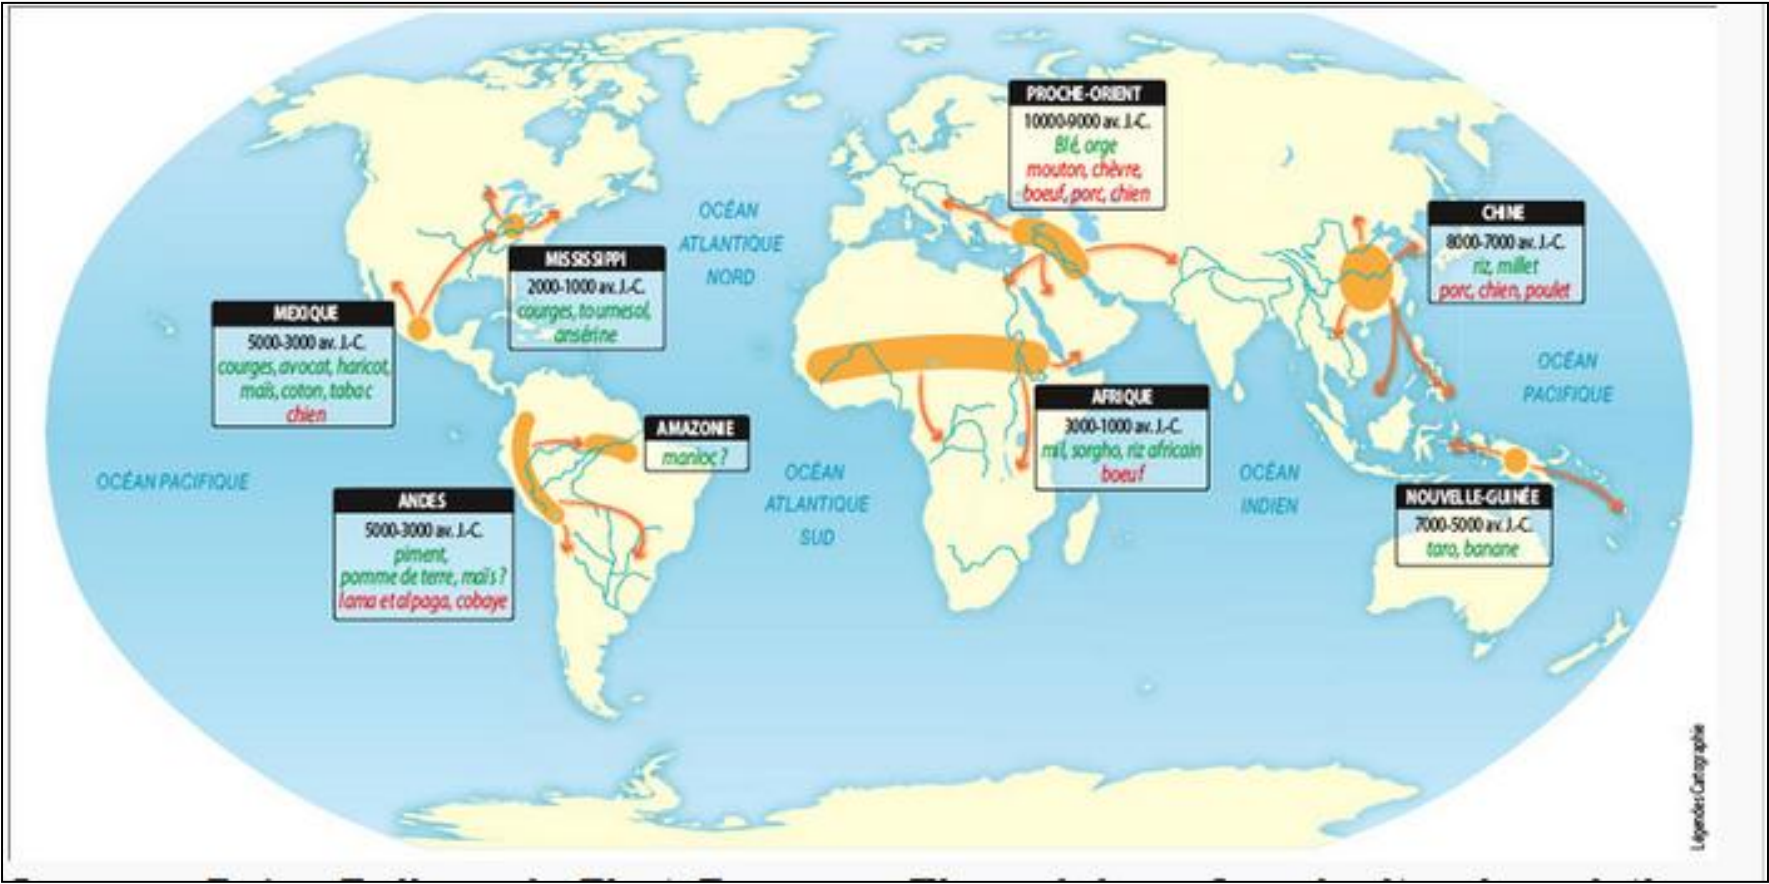 PROCHE-ORIENT
10000-9000 av. J.-C.
Blé, orge
mouton, chèvre,
boeuf, porc, chien
CHINE
8000-7000 av. J.-C.
riz, millet
porc, chien, poulet
OCÉAN
ATLANTIQUE
NORD
MISSISSIPPI
2000-1000 av. J.-C.
courges, tournesol,
ansérine
MEXIQUE
5000-3000 av. J.-C.
courges, avocat, haricot,
maïs, coton, tabac
chien
OCÉAN
PACIFIQUE
AFRIQUE
3000-1000 av. J.-C.
mil, sorgho, riz africain
boeuf
AMAZONIE
manioc ?
OCÉAN PACIFIQUE
OCÉAN
ATLANTIQUE
SUD
OCÉAN
INDIEN
ANDES
5000-3000 av. J.-C.
piment,
pomme de terre, maïs ?
lama et alpaga, cobaye
NOUVELLE-GUINÉE
7000-5000 av. J.-C.
taro, banane
Légendes Cartographie